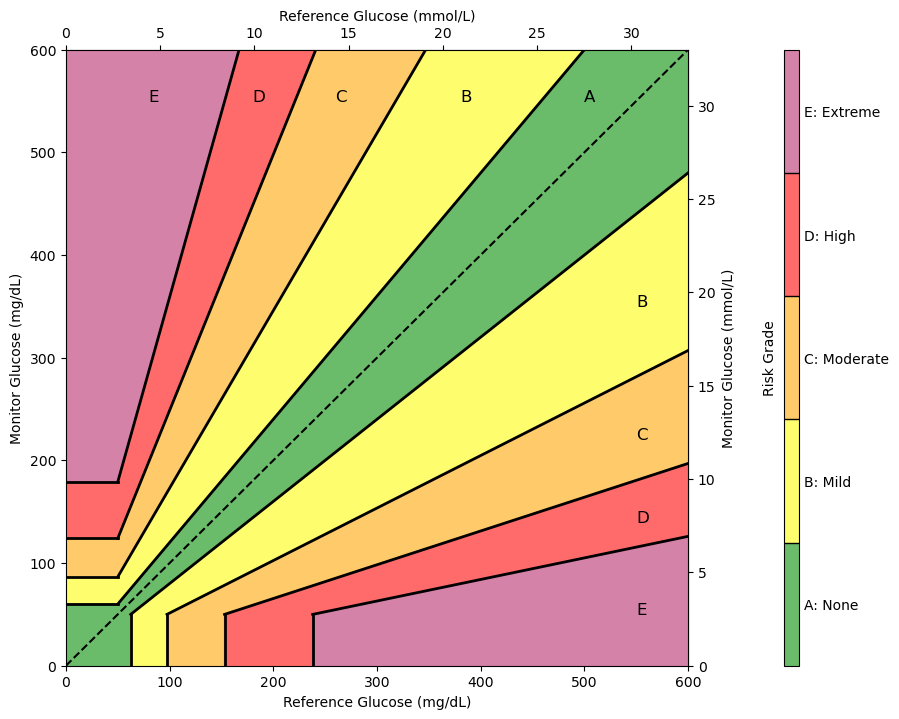 Reference Glucose (mmol/L)
0 5 10 15 20 25 30
600
500
400
300
200
100
0
Monitor Glucose (mg/dL)
E D C B A
B
C
D
E
30
25
20
15
10
5
0
Monitor Glucose (mmol/L)
0 100 200 300 400 500 600
Reference Glucose (mg/dL)
Risk Grade
E: Extreme
D: High
C: Moderate
B: Mild
A: None